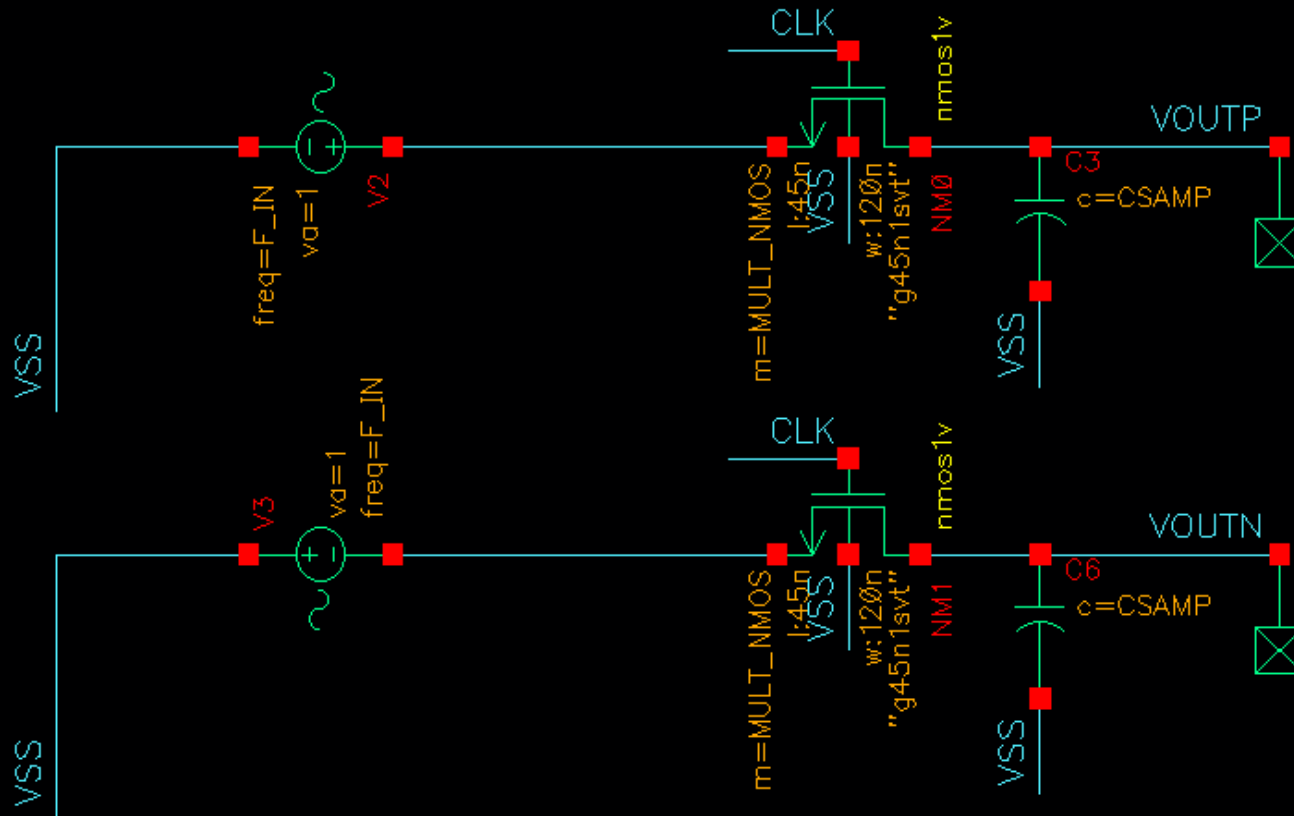 CLK
nmos1v
VOUTP
freq=F_IN
va=1
V2
m=MULT_NMOS
l:45n
VSS
w:120n
"g45n1svt"
NM0
C3
c=CSAMP
VSS
VSS
CLK
nmos1v
VOUTN
V3
va=1
freq=F_IN
m=MULT_NMOS
l:45n
VSS
w:120n
"g45n1svt"
NM1
C6
c=CSAMP
VSS
VSS